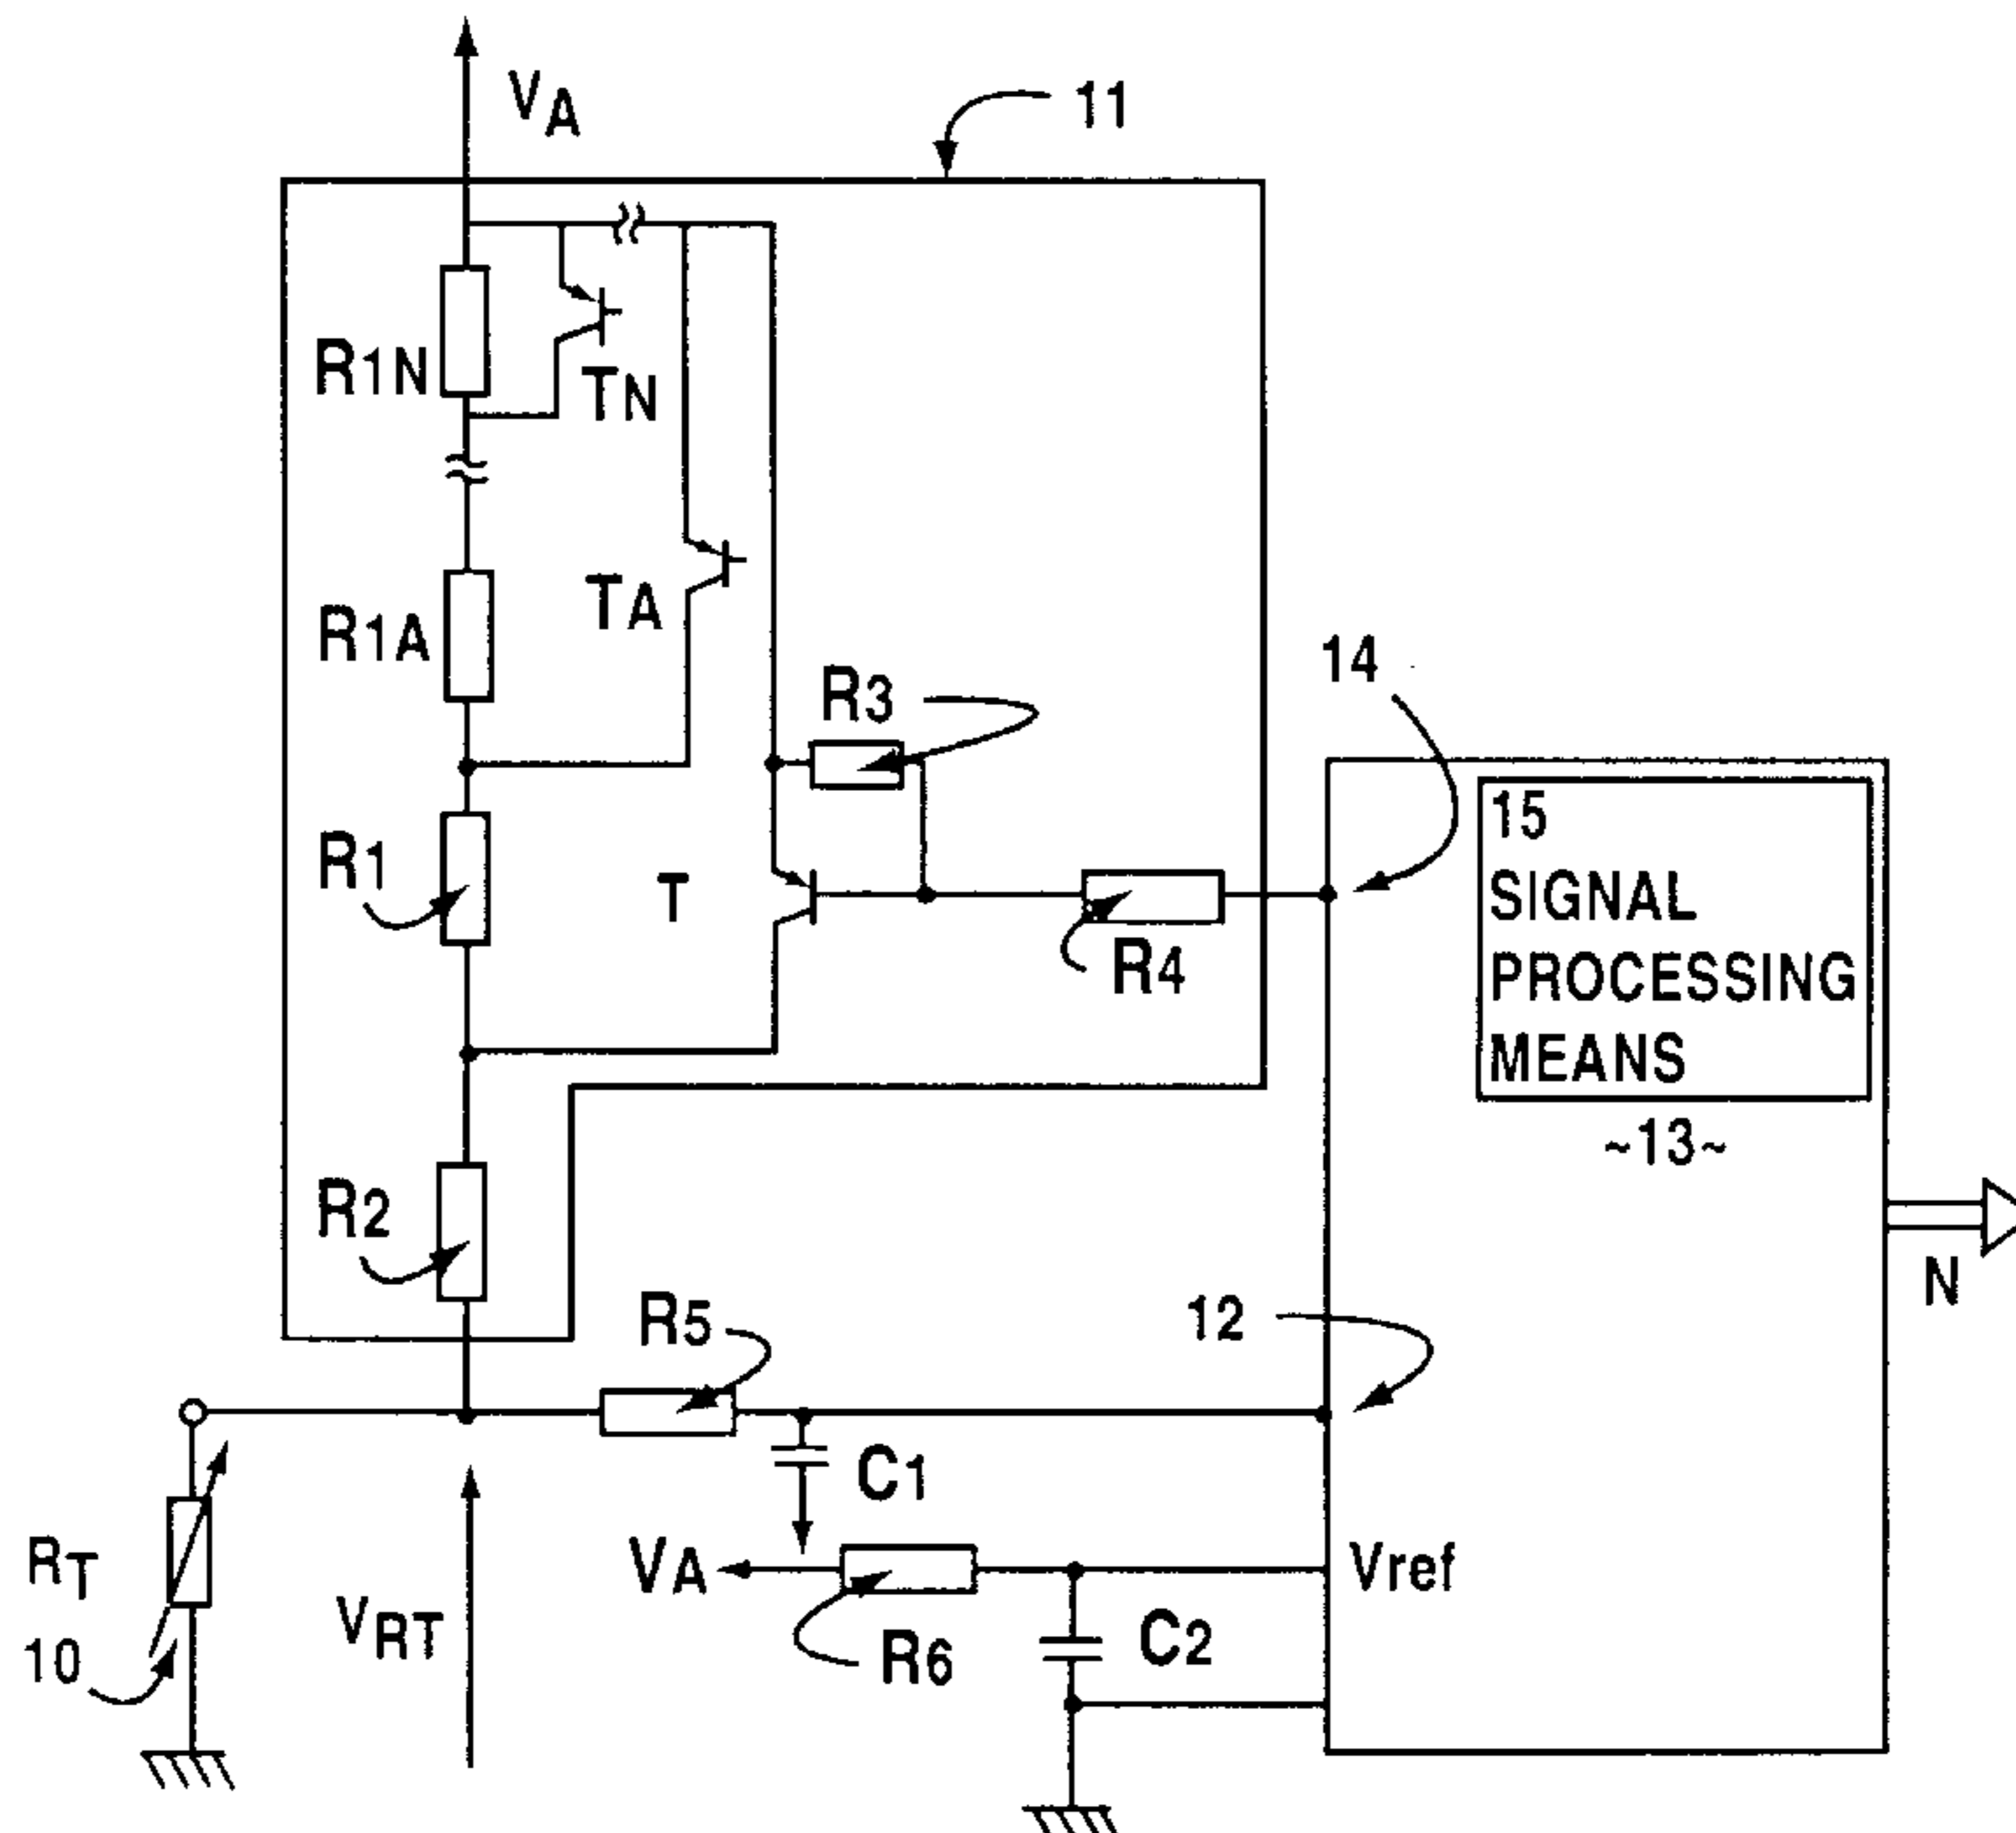 VA
11
R1N
TN
R1A
TA
R3
14
R1
T
R4
15
SIGNAL
PROCESSING
MEANS
~13~
R2
N
R5
12
C1
RT
10
VRT
VA
R6
C2
Vref